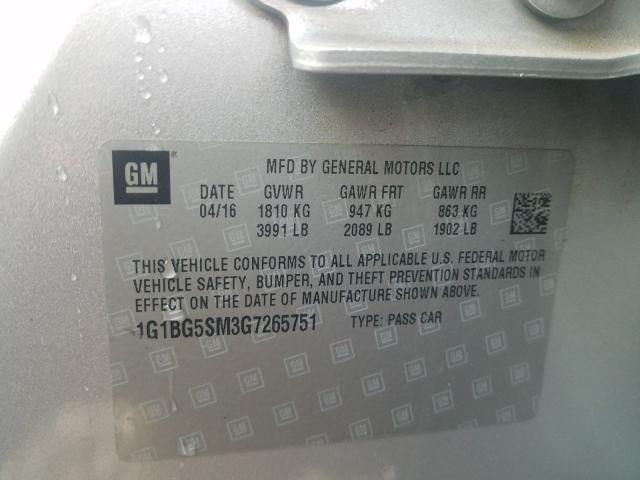 GM ®
MFD BY GENERAL MOTORS LLC
DATE GVWR GAWR FRT GAWR RR
04/16 1810 KG 947 KG 863 KG
3991 LB 2089 LB 1902 LB
THIS VEHICLE CONFORMS TO ALL APPLICABLE U.S. FEDERAL MOTOR
VEHICLE SAFETY, BUMPER, AND THEFT PREVENTION STANDARDS IN
EFFECT ON THE DATE OF MANUFACTURE SHOWN ABOVE.
1G1BG5SM3G7265751 TYPE: PASS CAR